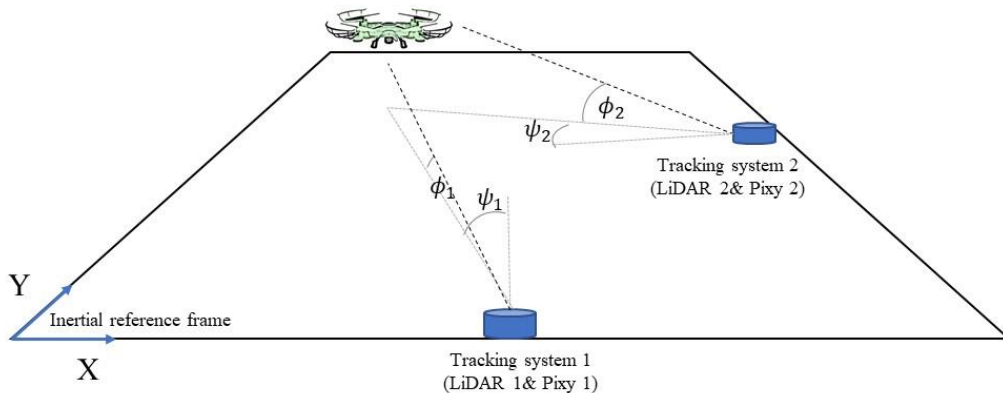 ϕ₂
ψ₂
Tracking system 2
(LiDAR 2& Pixy 2)
ϕ₁
ψ₁
Y
Inertial reference frame
X
Tracking system 1
(LiDAR 1& Pixy 1)